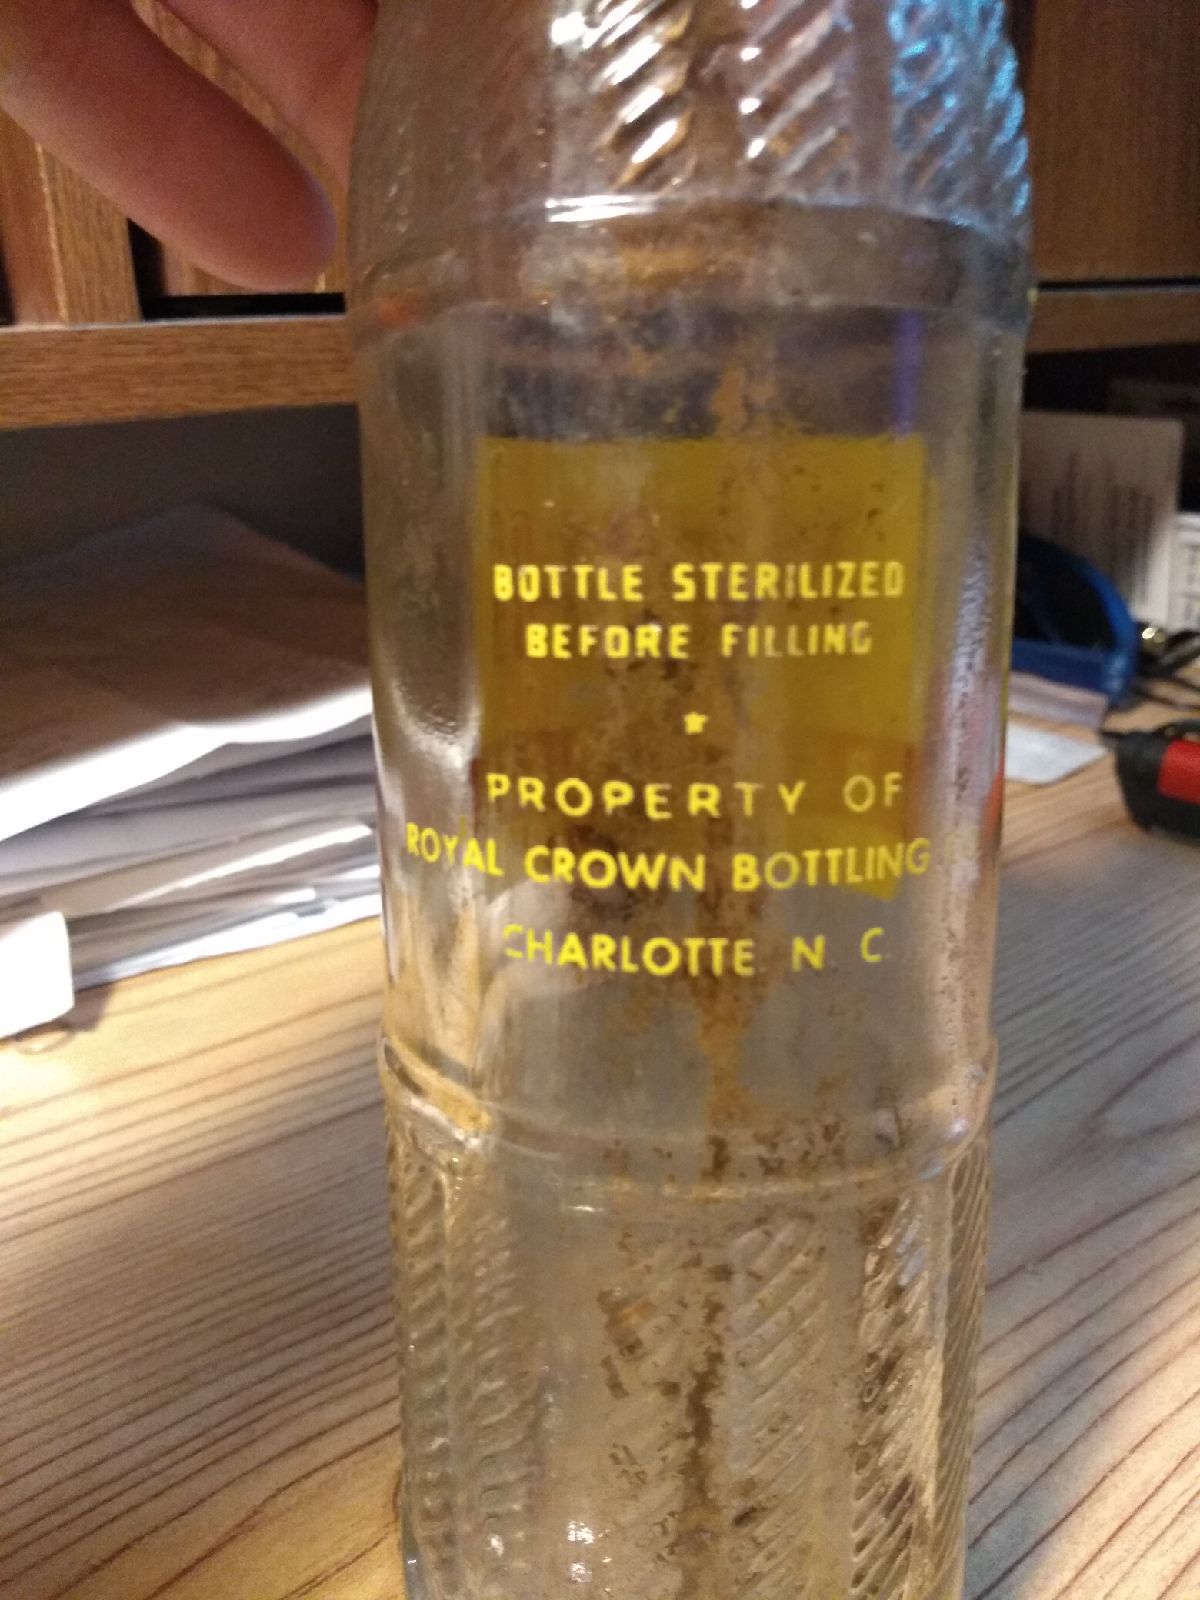 BOTTLE STERILIZED
BEFORE FILLING
PROPERTY OF
ROYAL CROWN BOTTLING
CHARLOTTE N C